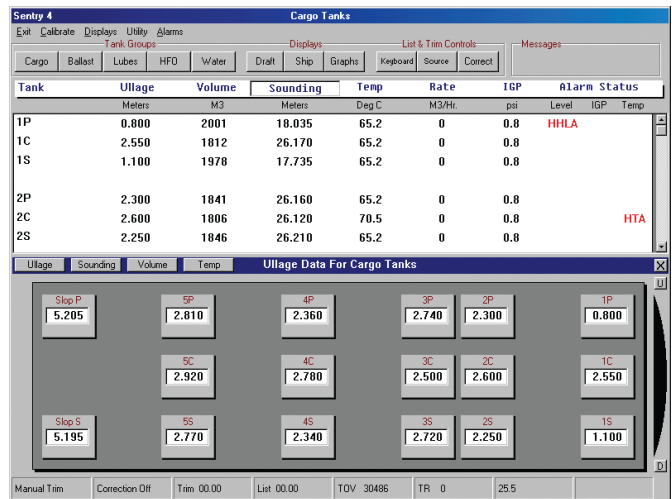 Sentry 4 Cargo Tanks
Exit Calibrate Displays Utility Alarms
Tank Groups Displays List & Trim Controls Messages
Cargo Ballast Lubes HFO Water Draft Ship Graphs Keyboard Source Correct
Tank Ullage Volume Sounding Temp Rate IGP Alarm Status
Meters M3 Meters Deg C M3/Hr. psi Level IGP Temp
1P 0.800 2001 18.035 65.2 0 0.8 HHLA
1C 2.550 1812 26.170 65.2 0 0.8
1S 1.100 1978 17.735 65.2 0 0.8
2P 2.300 1841 26.160 65.2 0 0.8
2C 2.600 1806 26.120 70.5 0 0.8 HTA
2S 2.250 1846 26.210 65.2 0 0.8
Ullage Sounding Volume Temp Ullage Data For Cargo Tanks X
U
Slop P 5P 4P 3P 2P 1P
5.205 2.810 2.360 2.740 2.300 0.800
5C 4C 3C 2C 1C
2.920 2.780 2.500 2.600 2.550
Slop S 5S 4S 3S 2S 1S
5.195 2.770 2.340 2.720 2.250 1.100
D
Manual Trim Correction Off Trim 00.00 List 00.00 TOV 30486 TR 0 25.5